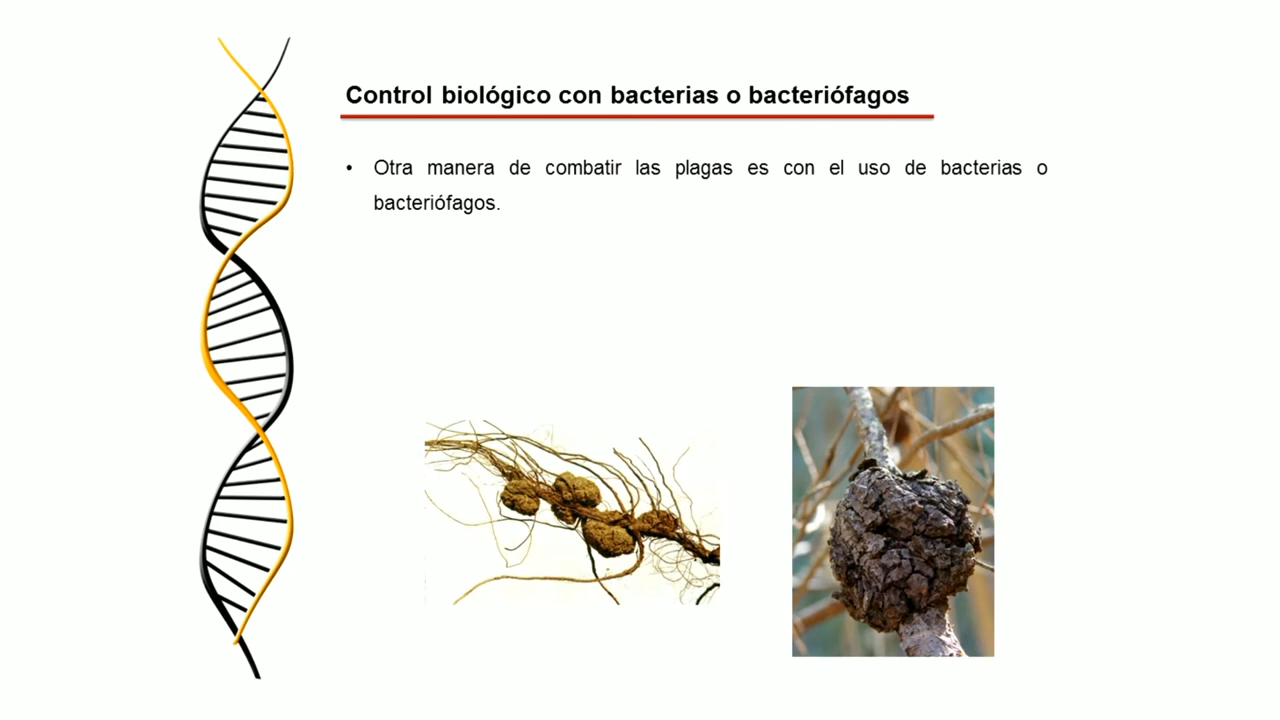 Control biológico con bacterias o bacteriófagos
• Otra manera de combatir las plagas es con el uso de bacterias o
bacteriófagos.